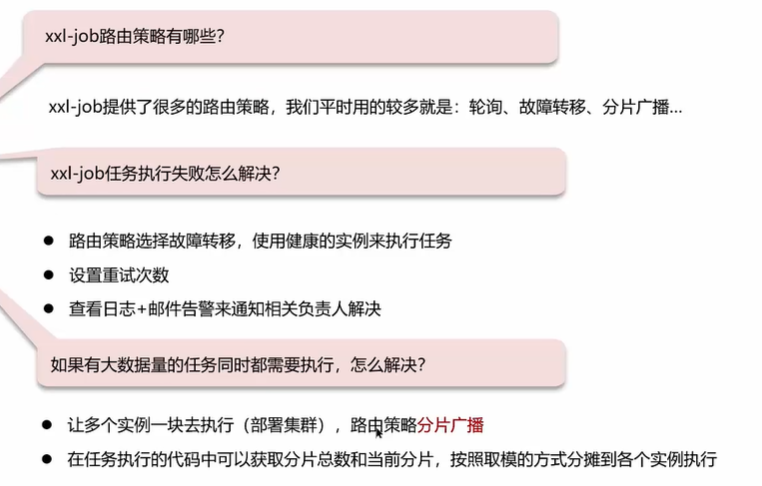 xxl-job路由策略有哪些？
xxl-job提供了很多的路由策略，我们平时用的较多就是：轮询、故障转移、分片广播...
xxl-job任务执行失败怎么解决？
● 路由策略选择故障转移，使用健康的实例来执行任务
● 设置重试次数
● 查看日志+邮件告警来通知相关负责人解决
如果有大数据量的任务同时都需要执行，怎么解决？
● 让多个实例一块去执行（部署集群），路由策略分片广播
● 在任务执行的代码中可以获取分片总数和当前分片，按照取模的方式分摊到各个实例执行